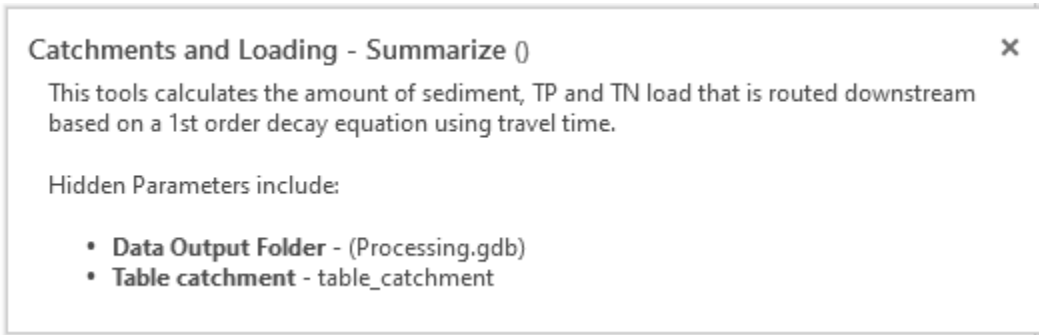 Catchments and Loading - Summarize ()
This tools calculates the amount of sediment, TP and TN load that is routed downstream
based on a 1st order decay equation using travel time.
Hidden Parameters include:
• Data Output Folder - (Processing.gdb)
• Table catchment - table_catchment